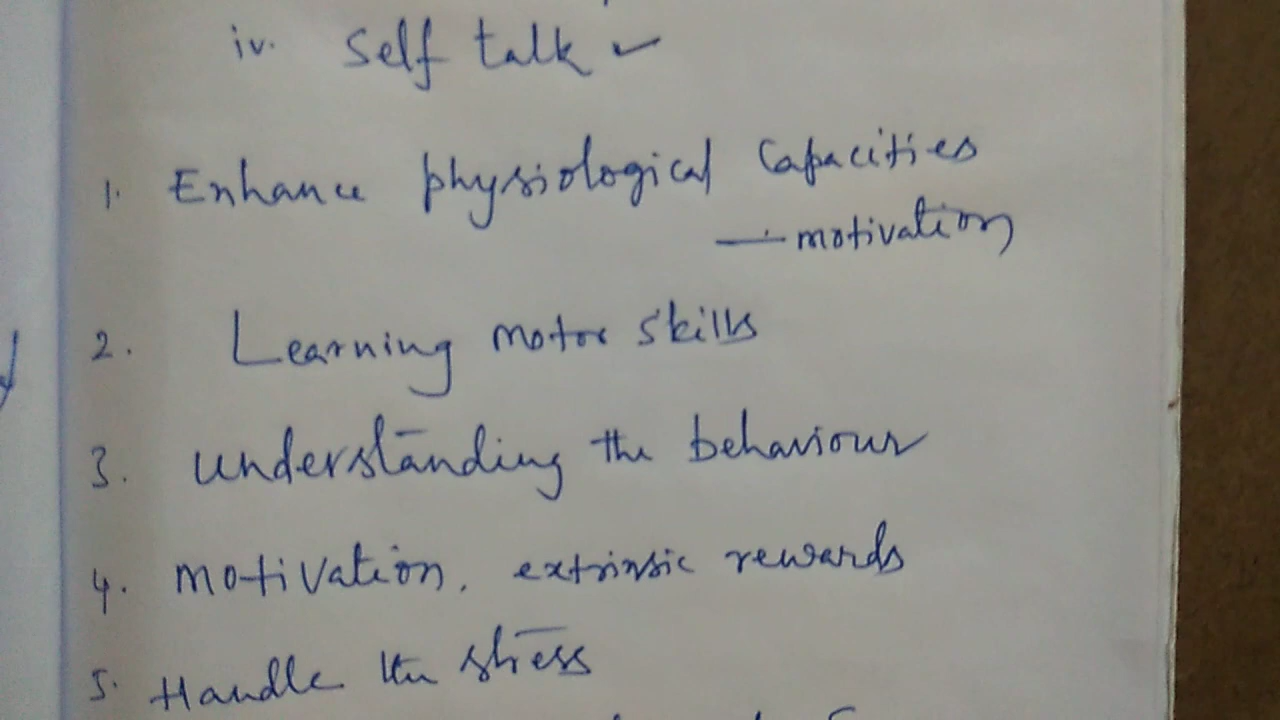 iv. Self talk ✓
1. Enhance physiological Capacities
— motivation
2. Learning motor skills
3. understanding the behaviour
4. motivation, extrinsic rewards
5. Handle the stress